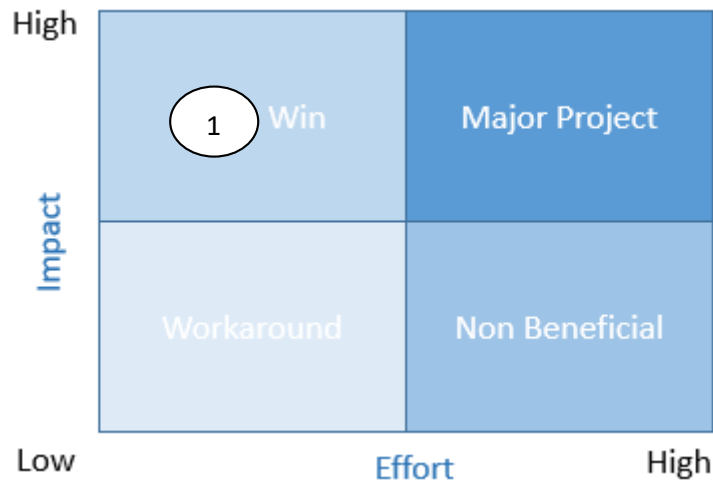 High
1 Win
Major Project
Impact
Workaround
Non Beneficial
Low
Effort
High